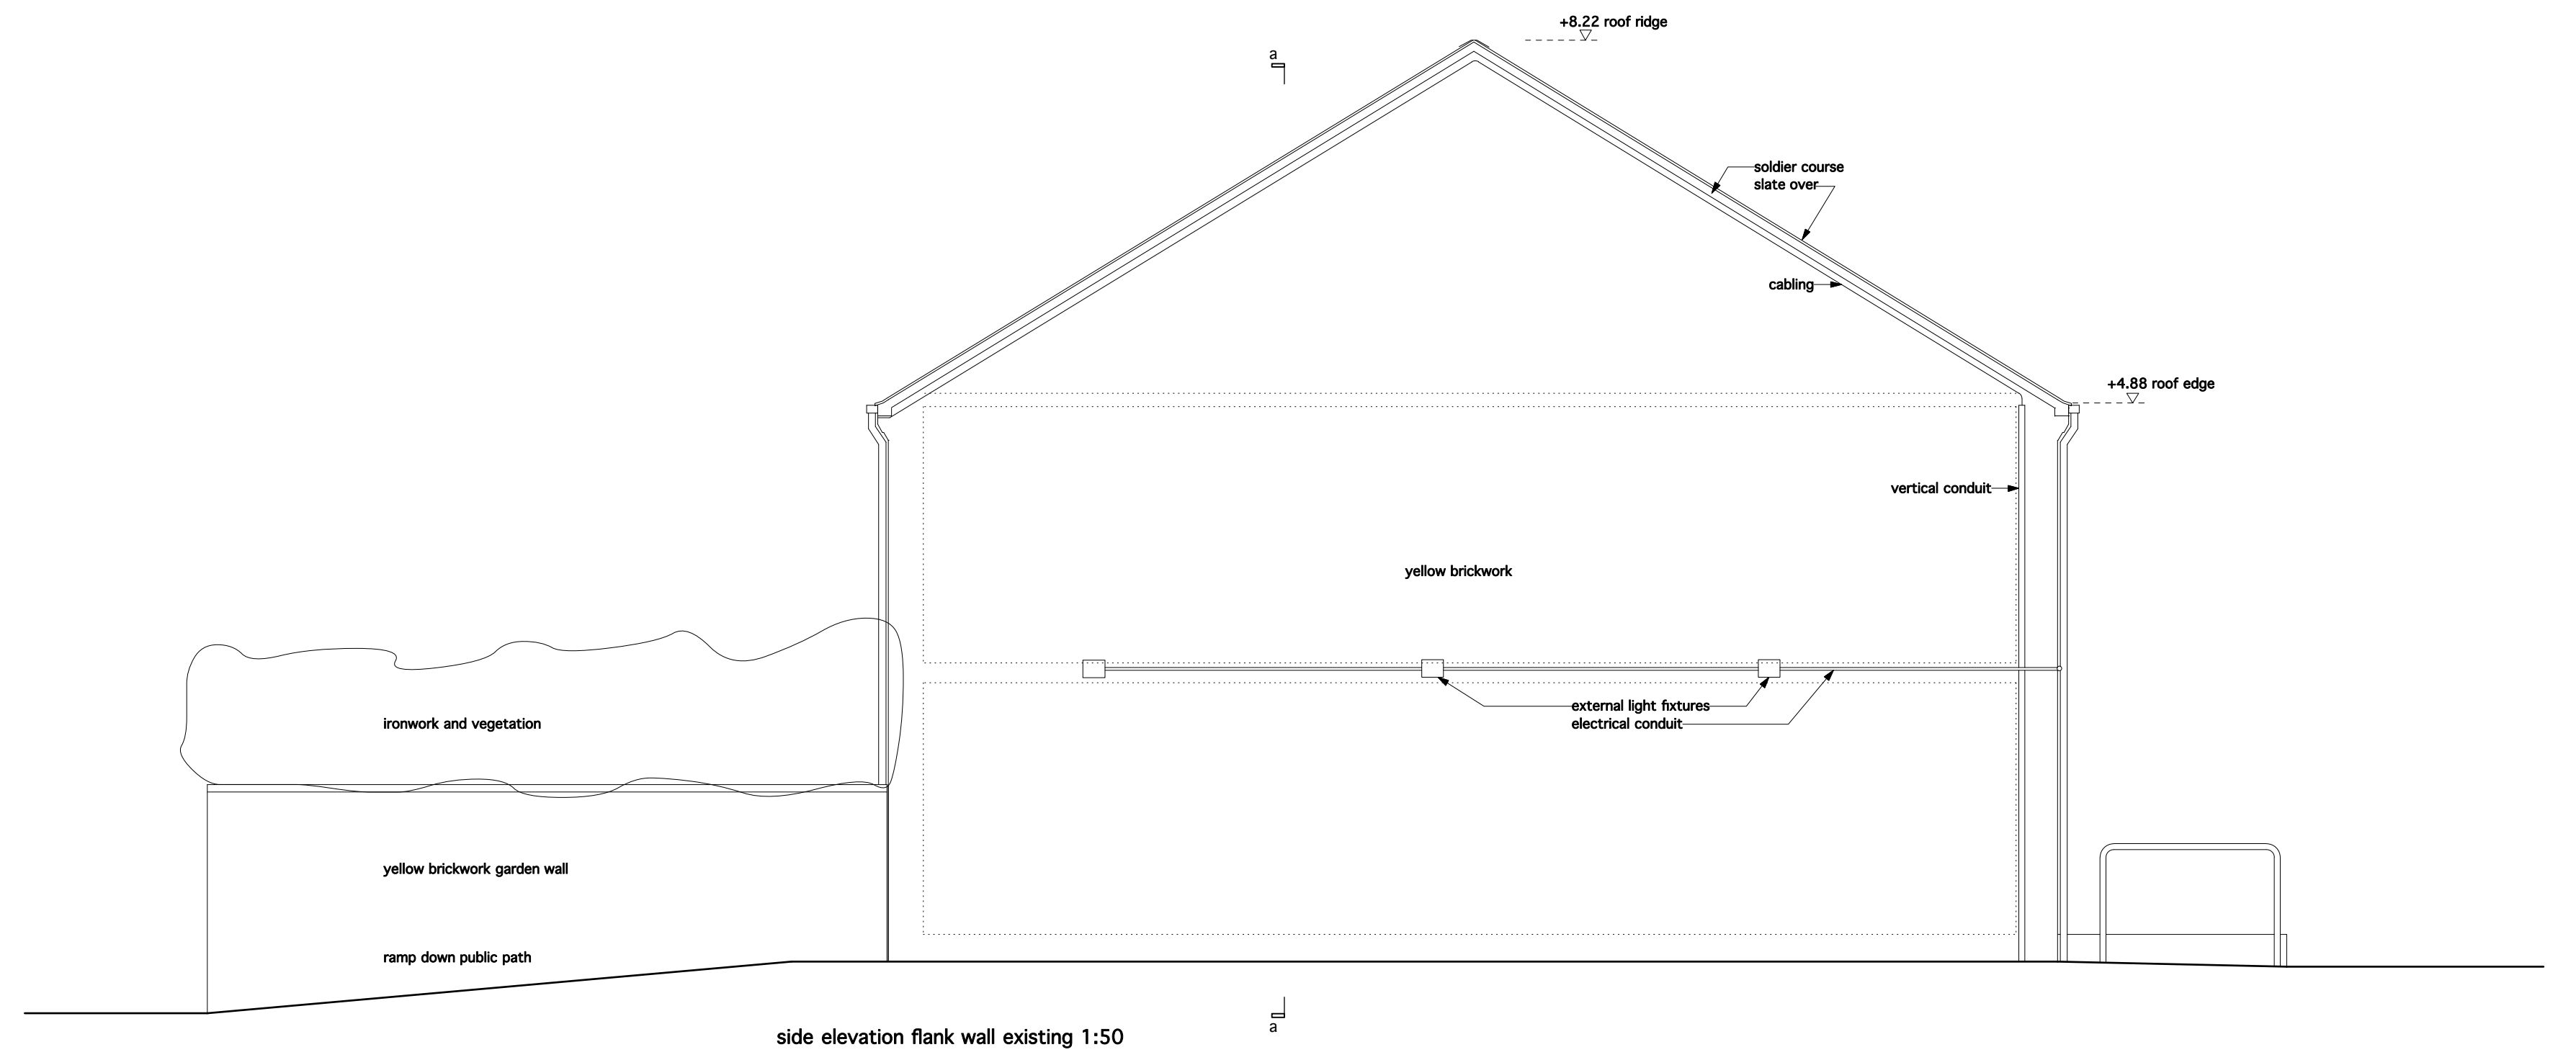 +8.22 roof ridge
a
soldier course
slate over
cabling
+4.88 roof edge
vertical conduit
yellow brickwork
external light fixtures
electrical conduit
ironwork and vegetation
yellow brickwork garden wall
ramp down public path
a
side elevation flank wall existing 1:50